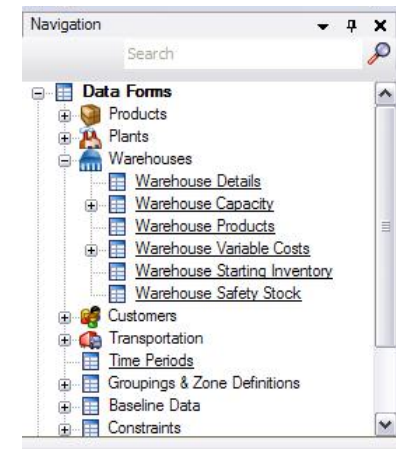 Navigation
Search
Data Forms
Products
Plants
Warehouses
Warehouse Details
Warehouse Capacity
Warehouse Products
Warehouse Variable Costs
Warehouse Starting Inventory
Warehouse Safety Stock
Customers
Transportation
Time Periods
Groupings & Zone Definitions
Baseline Data
Constraints